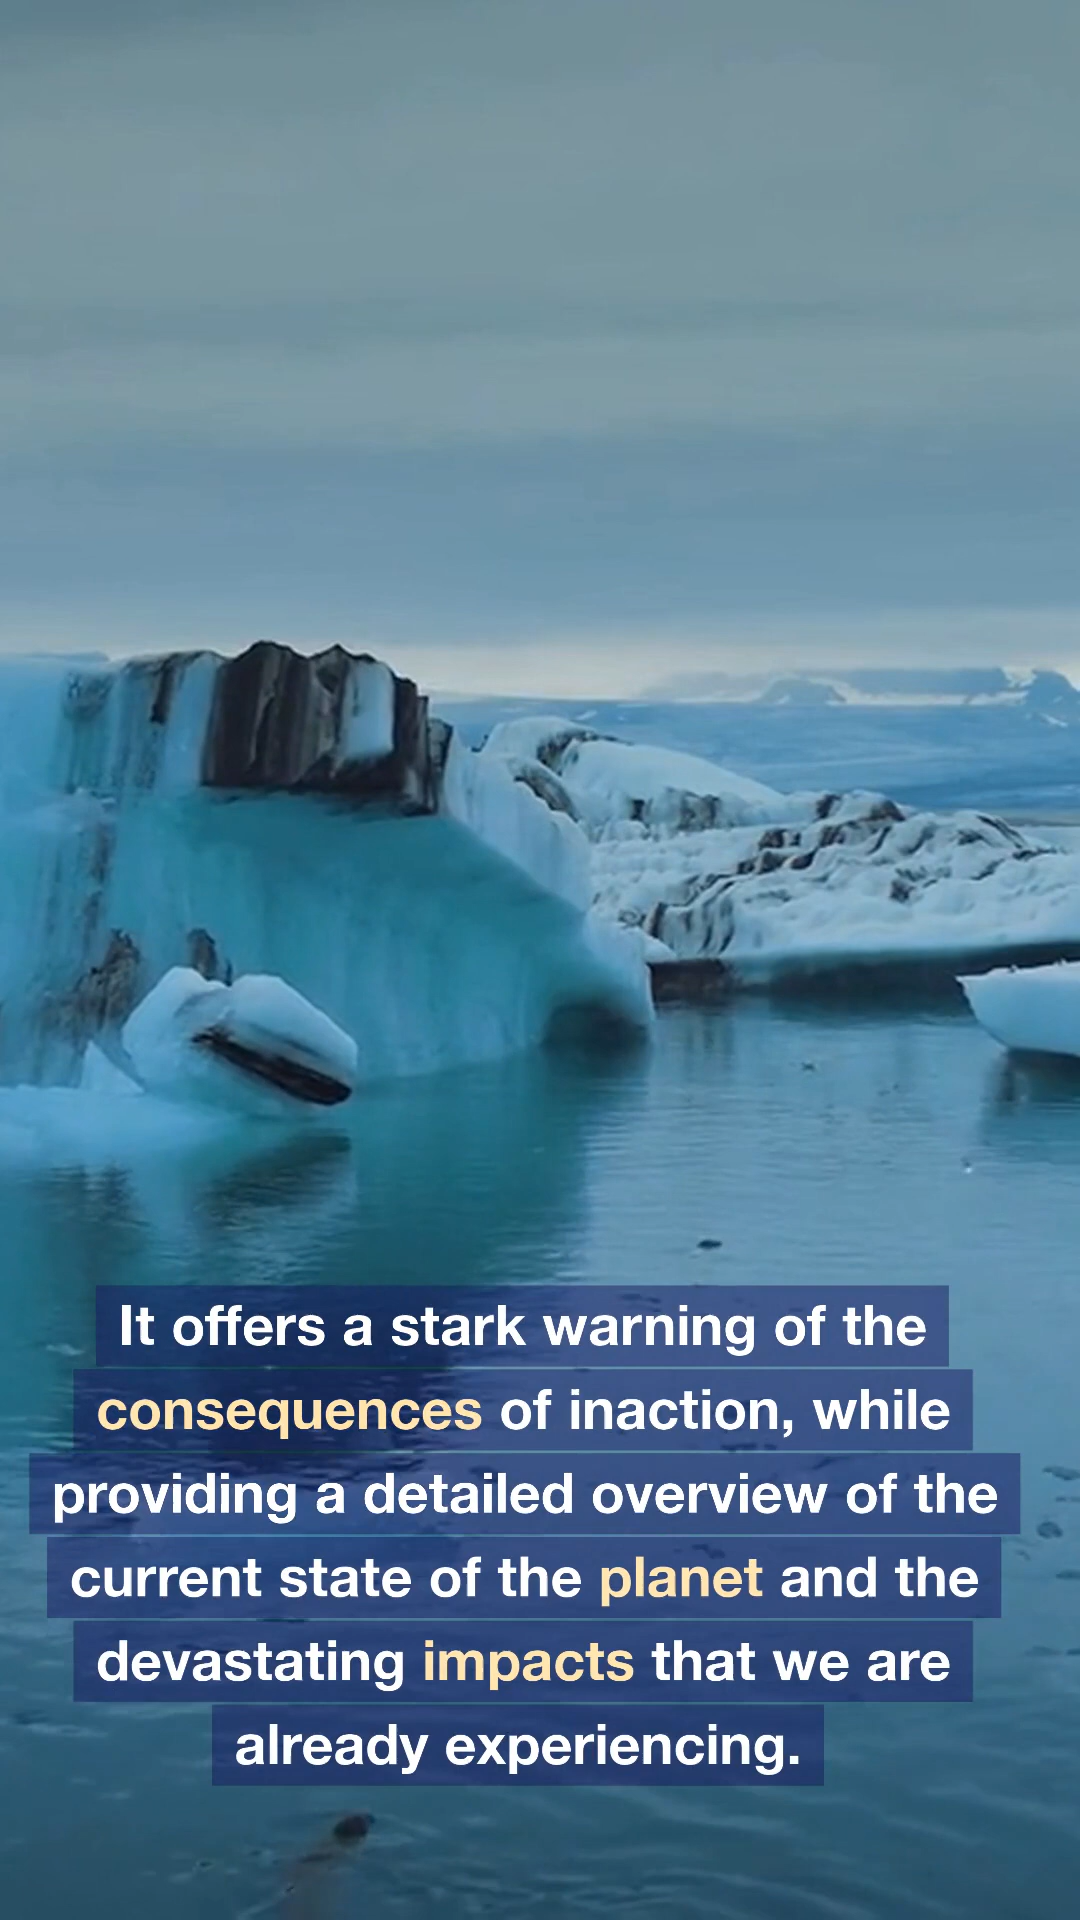 It offers a stark warning of the
consequences of inaction, while
providing a detailed overview of the
current state of the planet and the
devastating impacts that we are
already experiencing.